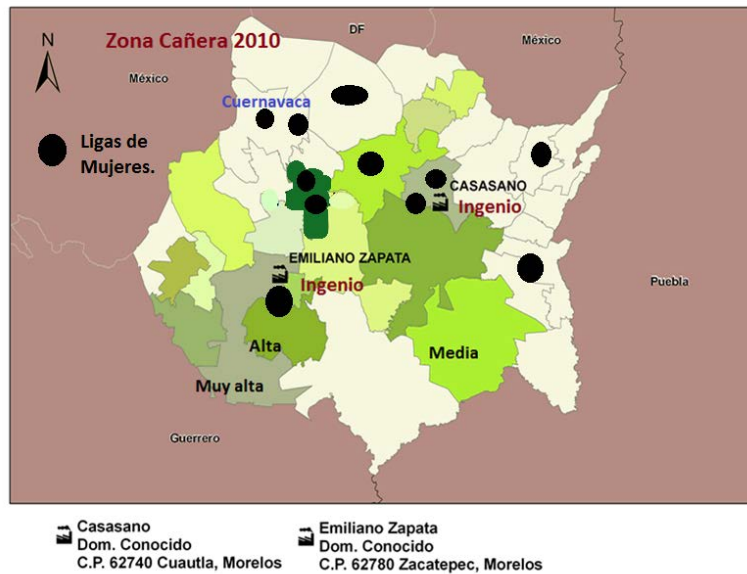 DF
Zona Cañera 2010
México
N
México
Cuernavaca
Ligas de
Mujeres.
CASASANO
Ingenio
EMILIANO ZAPATA
Ingenio
Puebla
Alta
Media
Muy alta
Guerrero
Casasano
Dom. Conocido
C.P. 62740 Cuautla, Morelos
Emiliano Zapata
Dom. Conocido
C.P. 62780 Zacatepec, Morelos